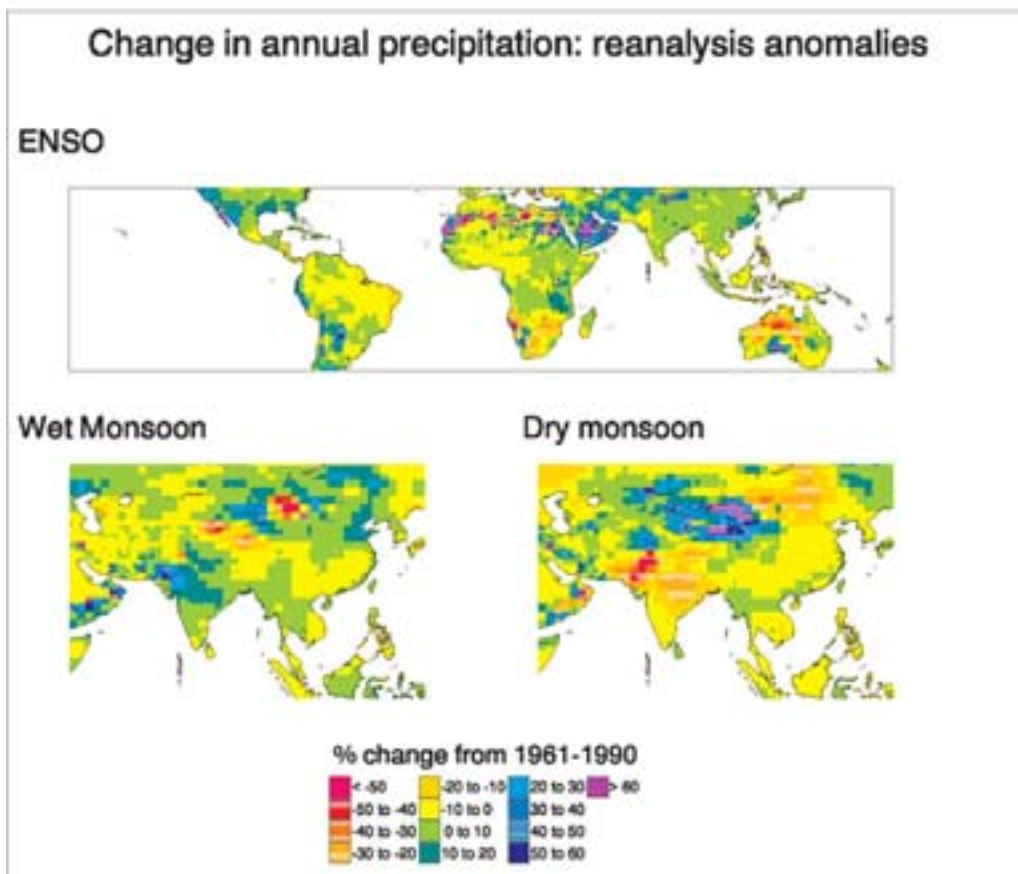 Change in annual precipitation: reanalysis anomalies
ENSO
Wet Monsoon
Dry monsoon
% change from 1961-1990
< -50
-50 to -40
-40 to -30
-30 to -20
-20 to -10
-10 to 0
0 to 10
10 to 20
20 to 30
30 to 40
40 to 50
50 to 60
> 60